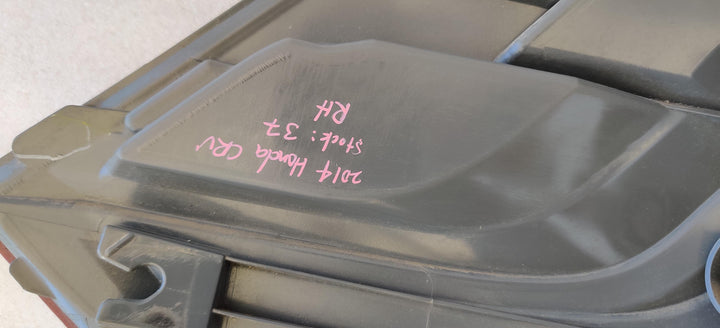 2014 Honda CRV
Stock: 37
RH